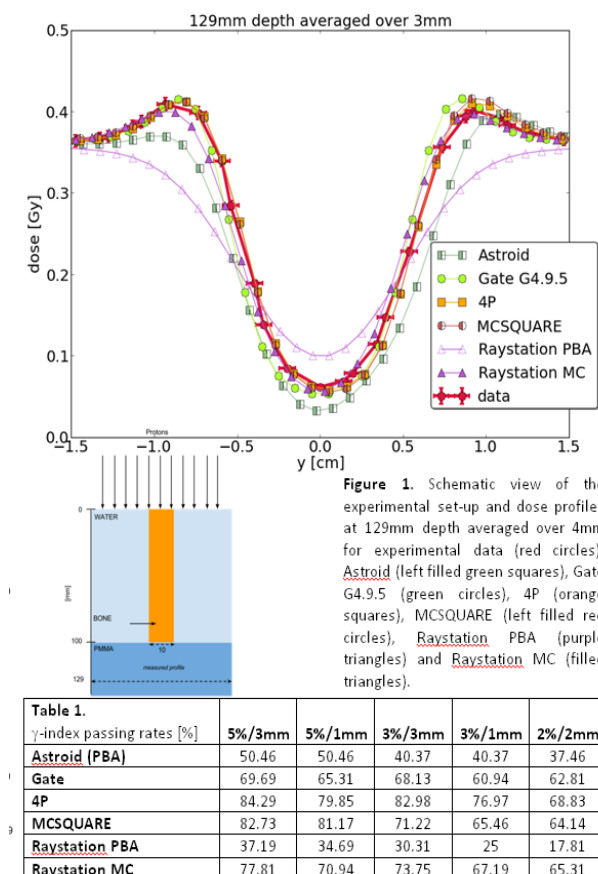 129mm depth averaged over 3mm
0.5
0.4
0.3
0.2
0.1
0.0
dose [Gy]
−1.5 −1.0 −0.5 0.0 0.5 1.0 1.5
y [cm]
Astroid
Gate G4.9.5
4P
MCSQUARE
Raystation PBA
Raystation MC
data
Protons
0
WATER
[mm]
BONE
100
PMMA
10
measured profile
129
Figure 1. Schematic view of the
experimental set-up and dose profile
at 129mm depth averaged over 4mm
for experimental data (red circles)
Astroid (left filled green squares), Gate
G4.9.5 (green circles), 4P (orange
squares), MCSQUARE (left filled red
circles), Raystation PBA (purple
triangles) and Raystation MC (filled
triangles).
Table 1.
γ-index passing rates [%] 5%/3mm 5%/1mm 3%/3mm 3%/1mm 2%/2mm
Astroid (PBA) 50.46 50.46 40.37 40.37 37.46
Gate 69.69 65.31 68.13 60.94 62.81
4P 84.29 79.85 82.98 76.97 68.83
MCSQUARE 82.73 81.17 71.22 65.46 64.14
Raystation PBA 37.19 34.69 30.31 25 17.81
Raystation MC 77.81 70.94 73.75 67.19 65.31